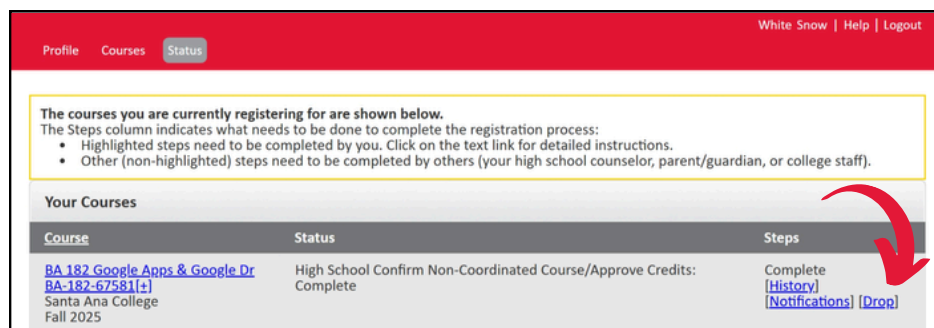 White Snow | Help | Logout
Profile Courses Status
The courses you are currently registering for are shown below.
The Steps column indicates what needs to be done to complete the registration process:
• Highlighted steps need to be completed by you. Click on the text link for detailed instructions.
• Other (non-highlighted) steps need to be completed by others (your high school counselor, parent/guardian, or college staff).
Your Courses
Course Status Steps
BA 182 Google Apps & Google Dr High School Confirm Non-Coordinated Course/Approve Credits: Complete
BA-182-67581[+] Complete [History]
Santa Ana College [Notifications] [Drop]
Fall 2025